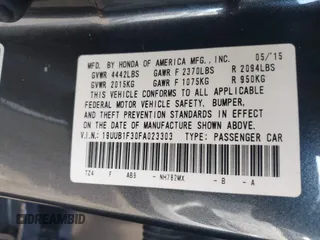 MFD. BY HONDA OF AMERICA MFG., INC. 05/15
GVWR 4442LBS GAWR F 2370LBS R 2094LBS
GVWR 2015KG GAWR F 1075KG R 950KG
THIS VEHICLE CONFORMS TO ALL APPLICABLE
FEDERAL MOTOR VEHICLE SAFETY, BUMPER,
AND THEFT PREVENTION STANDARDS IN EFFECT
ON THE DATE OF MANUFACTURE SHOWN ABOVE.
V.I.N.: 19UUB1F30FA023303 TYPE: PASSENGER CAR
TZ4 F AB9 - NH782MX - B - A
DREAMBID